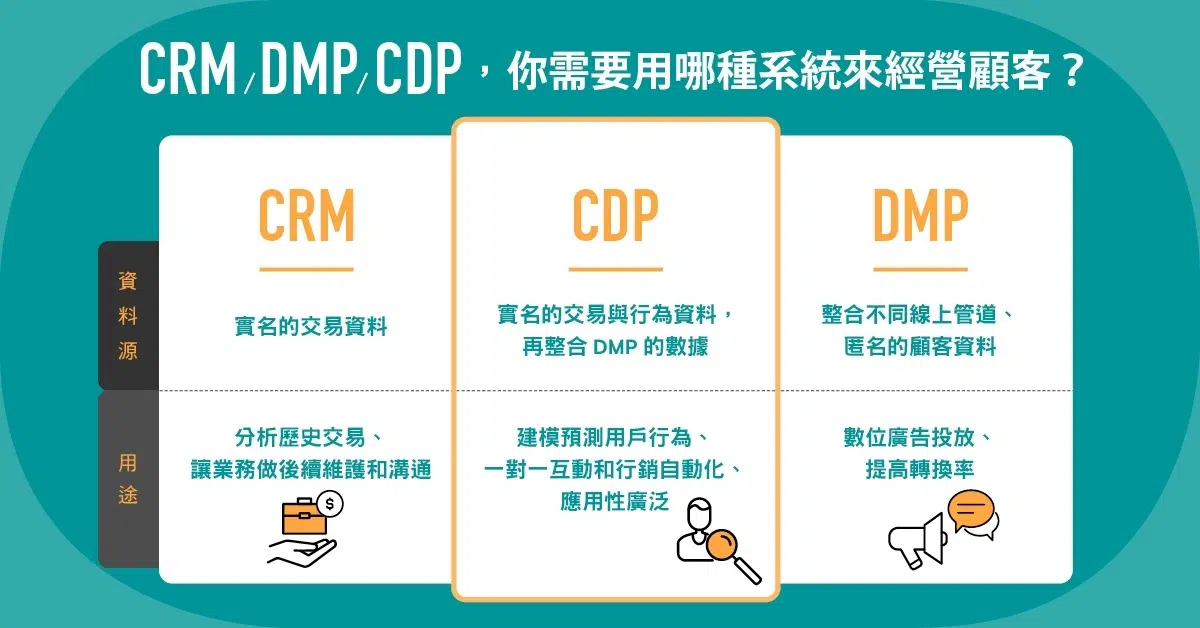 CRM/DMP/CDP，你需要用哪種系統來經營顧客？
CRM
CDP
DMP
資料源
實名的交易資料
實名的交易與行為資料，
再整合 DMP 的數據
整合不同線上管道、
匿名的顧客資料
用途
分析歷史交易、
讓業務做後續維護和溝通
$
建模預測用戶行為、
一對一互動和行銷自動化、
應用性廣泛
數位廣告投放、
提高轉換率